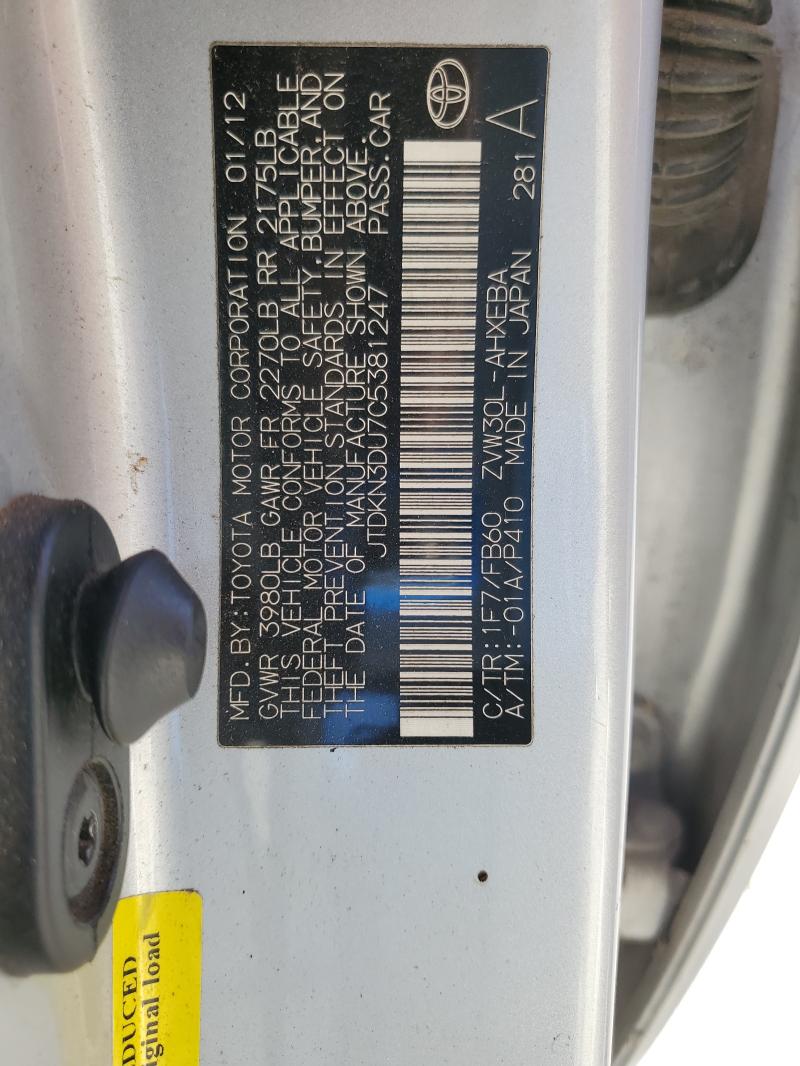 MFD. BY: TOYOTA MOTOR CORPORATION 01/12
GVWR 3980LB GAWR FR 2270LB RR 2175LB
THIS VEHICLE CONFORMS TO ALL APPLICABLE
FEDERAL MOTOR VEHICLE SAFETY, BUMPER, AND
THEFT PREVENTION STANDARDS IN EFFECT ON
THE DATE OF MANUFACTURE SHOWN ABOVE.
JTDKN3DU7C5381247 PASS. CAR
C/TR: 1F7/FB60 ZVW30L-AHXEBA
A/TM: -01A/P410 MADE IN JAPAN 281 A
DUCED
iginal load